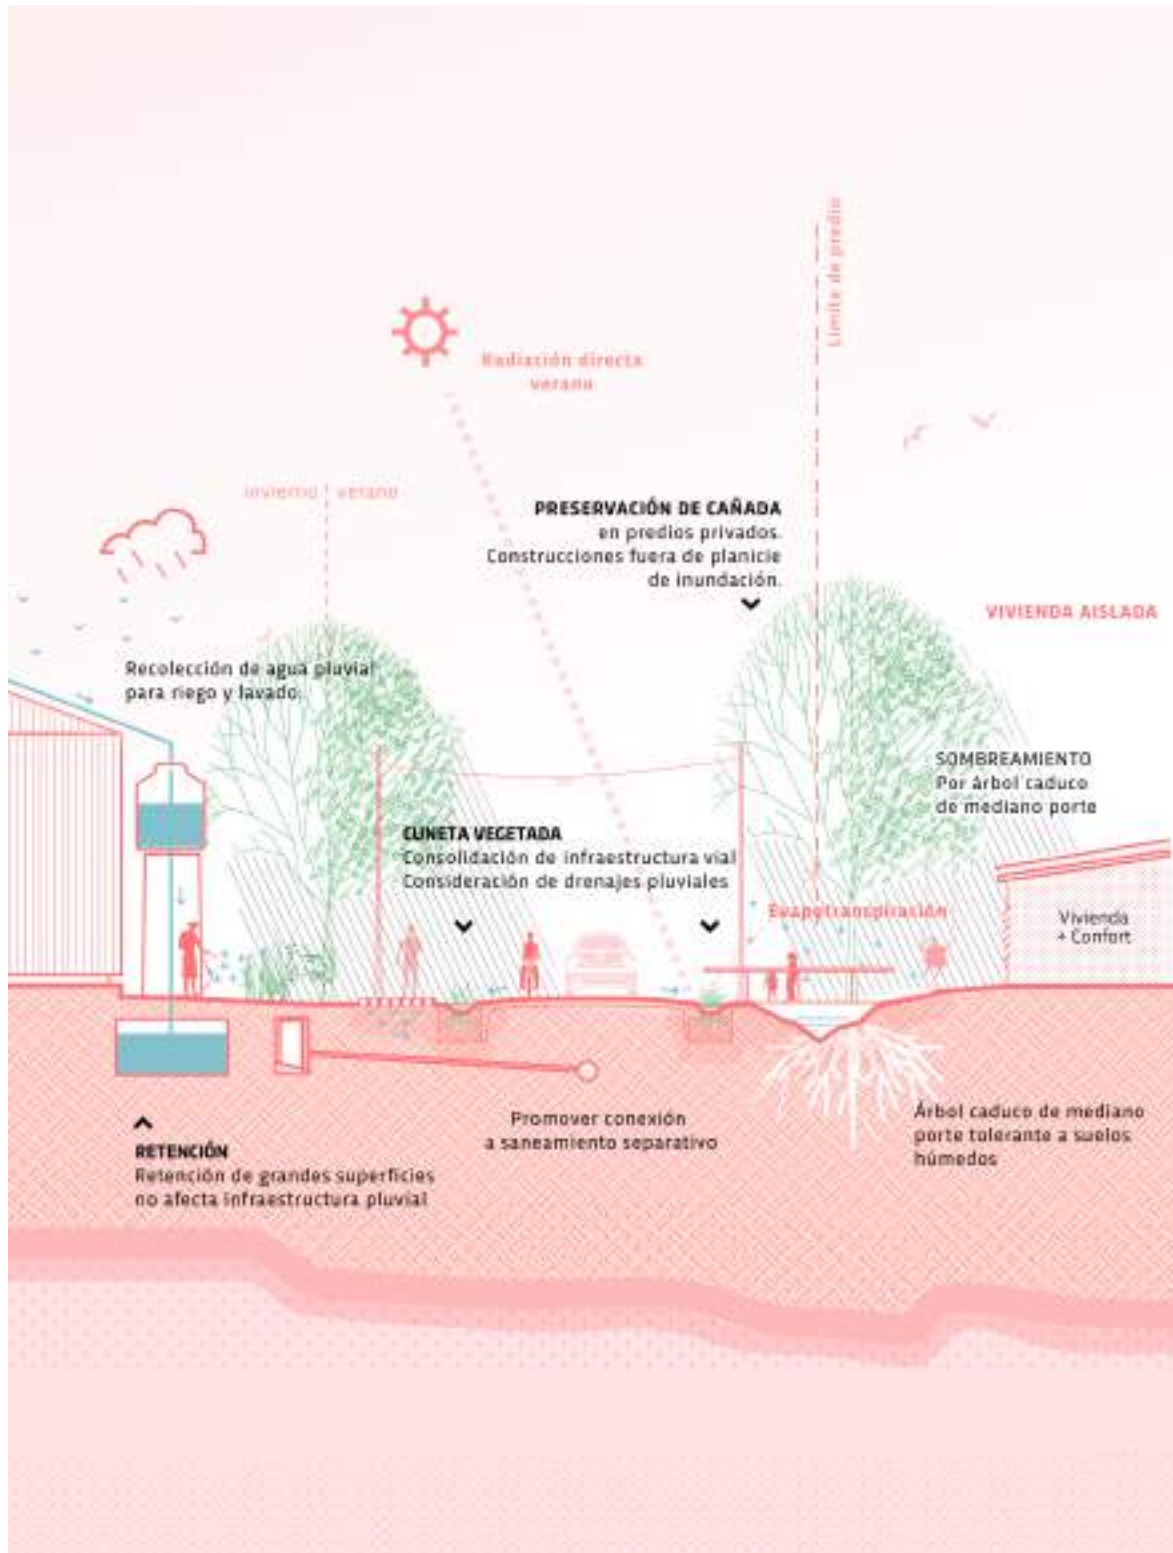 Límite de predio
Radiación directa
verano
invierno
verano
PRESERVACIÓN DE CAÑADA
en predios privados.
Construcciones fuera de planicie
de inundación.
VIVIENDA AISLADA
Recolección de agua pluvial
para riego y lavado.
SOMBREAMIENTO
Por árbol caduco
de mediano porte
CUNETA VEGETADA
Consolidación de infraestructura vial
Consideración de drenajes pluviales
Evapotranspiración
Vivienda
+ Confort
RETENCIÓN
Retención de grandes superficies
no afecta infraestructura pluvial
Promover conexión
a saneamiento separativo
Árbol caduco de mediano
porte tolerante a suelos
húmedos